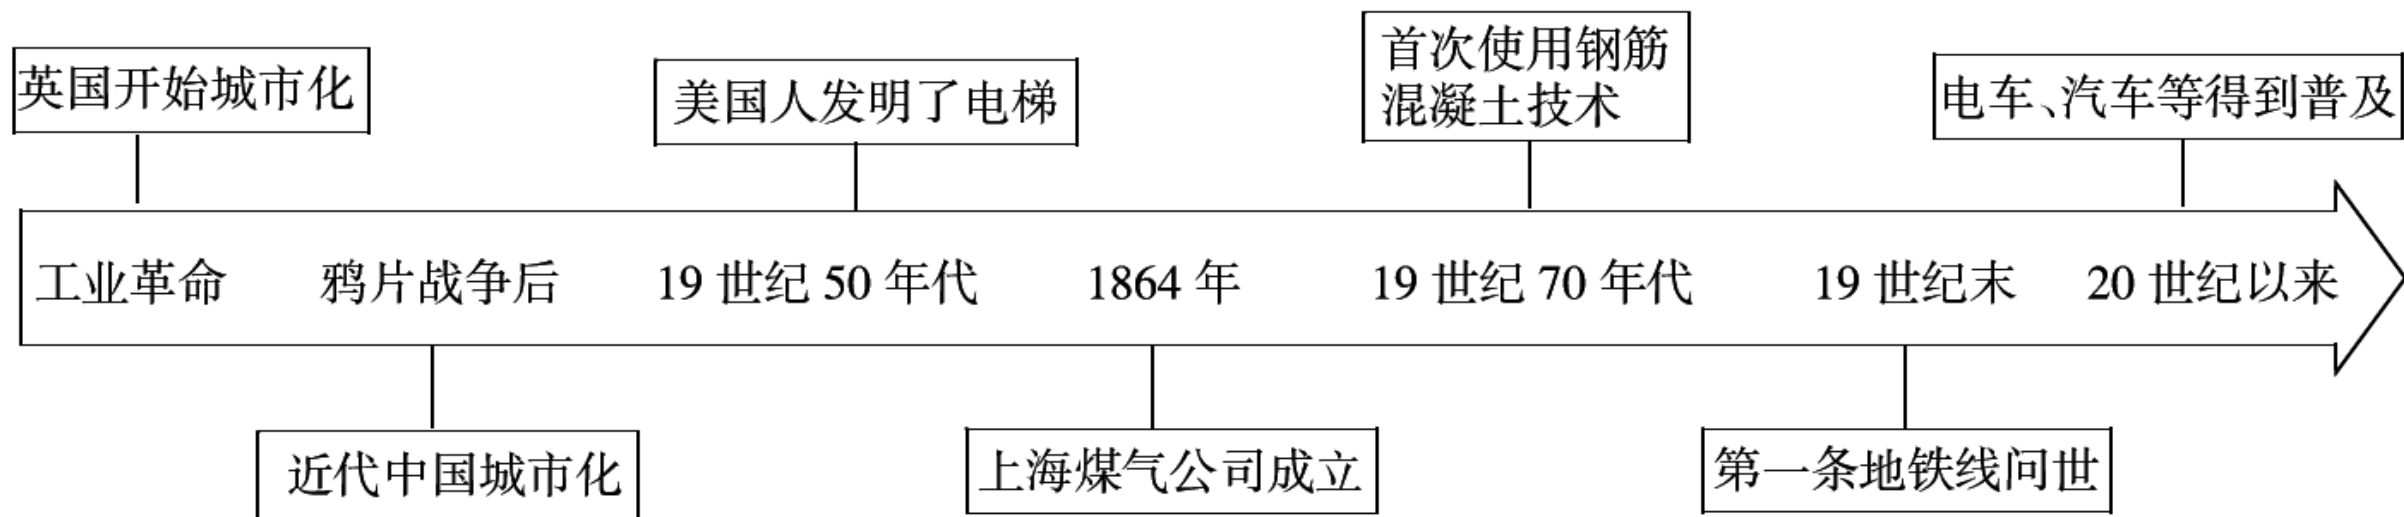 英国开始城市化
美国人发明了电梯
首次使用钢筋
混凝土技术
电车、汽车等得到普及
工业革命 鸦片战争后 19 世纪 50 年代 1864 年 19 世纪 70 年代 19 世纪末 20 世纪以来
近代中国城市化
上海煤气公司成立
第一条地铁线问世